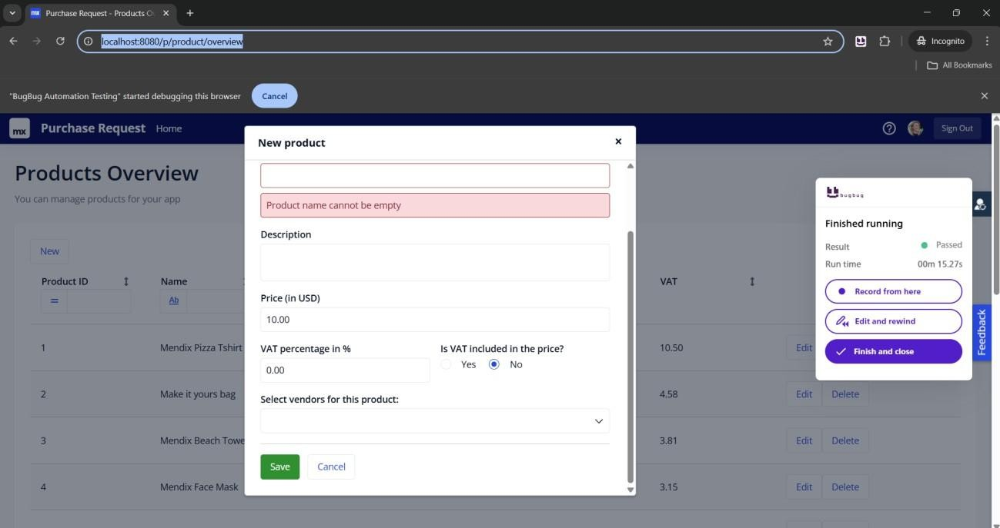 mx Purchase Request - Products O
localhost:8080/p/product/overview
Incognito
All Bookmarks
"BugBug Automation Testing" started debugging this browser Cancel
mx Purchase Request Home Sign Out
Products Overview
You can manage products for your app
New
Product ID Name VAT
= Ab
1 Mendix Pizza Tshirt 10.50 Edit
2 Make it yours bag 4.58 Edit Delete
3 Mendix Beach Towe 3.81 Edit Delete
4 Mendix Face Mask 3.15 Edit Delete
New product
Product name cannot be empty
Description
Price (in USD)
10.00
VAT percentage in % Is VAT included in the price?
0.00 Yes No
Select vendors for this product:
Save Cancel
bugbug
Finished running
Result Passed
Run time 00m 15.27s
Record from here
Edit and rewind
Finish and close
Feedback